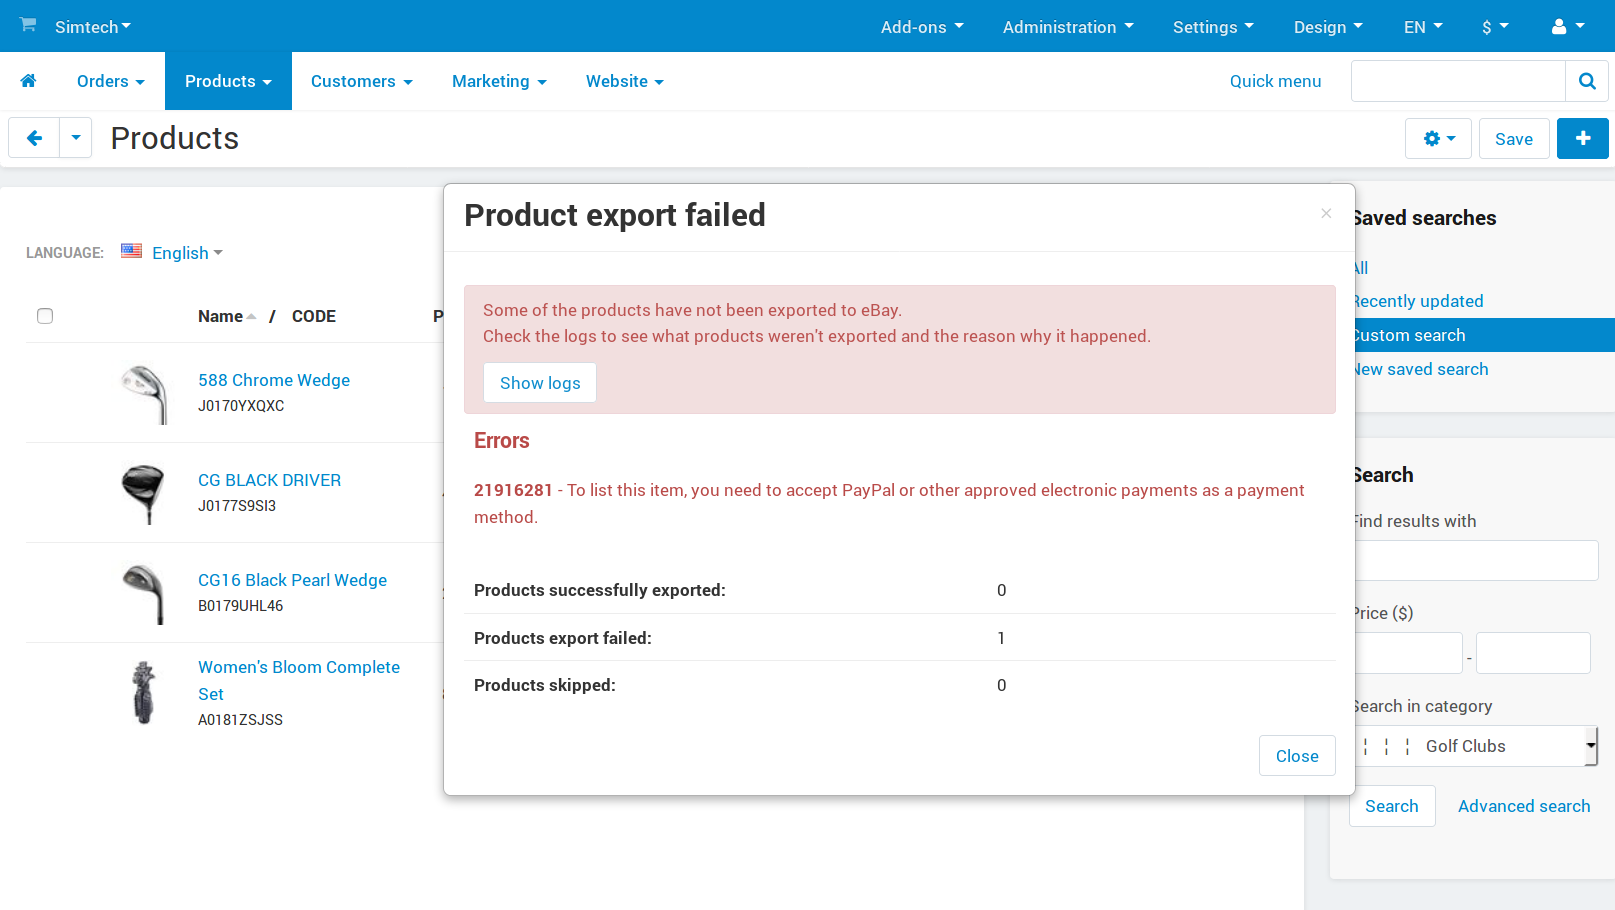 Simtech
Add-ons
Administration
Settings
Design
EN
$
Orders
Products
Customers
Marketing
Website
Quick menu
Products
Save
LANGUAGE:
English
Name / CODE
P
588 Chrome Wedge
J0170YXQXC
CG BLACK DRIVER
J0177S9SI3
CG16 Black Pearl Wedge
B0179UHL46
Women's Bloom Complete
Set
A0181ZSJSS
Product export failed
×
Some of the products have not been exported to eBay.
Check the logs to see what products weren't exported and the reason why it happened.
Show logs
Errors
21916281 - To list this item, you need to accept PayPal or other approved electronic payments as a payment
method.
Products successfully exported: 0
Products export failed: 1
Products skipped: 0
Close
Saved searches
All
Recently updated
Custom search
New saved search
Search
Find results with
Price ($)
-
Search in category
¦ ¦ ¦ Golf Clubs
Search
Advanced search